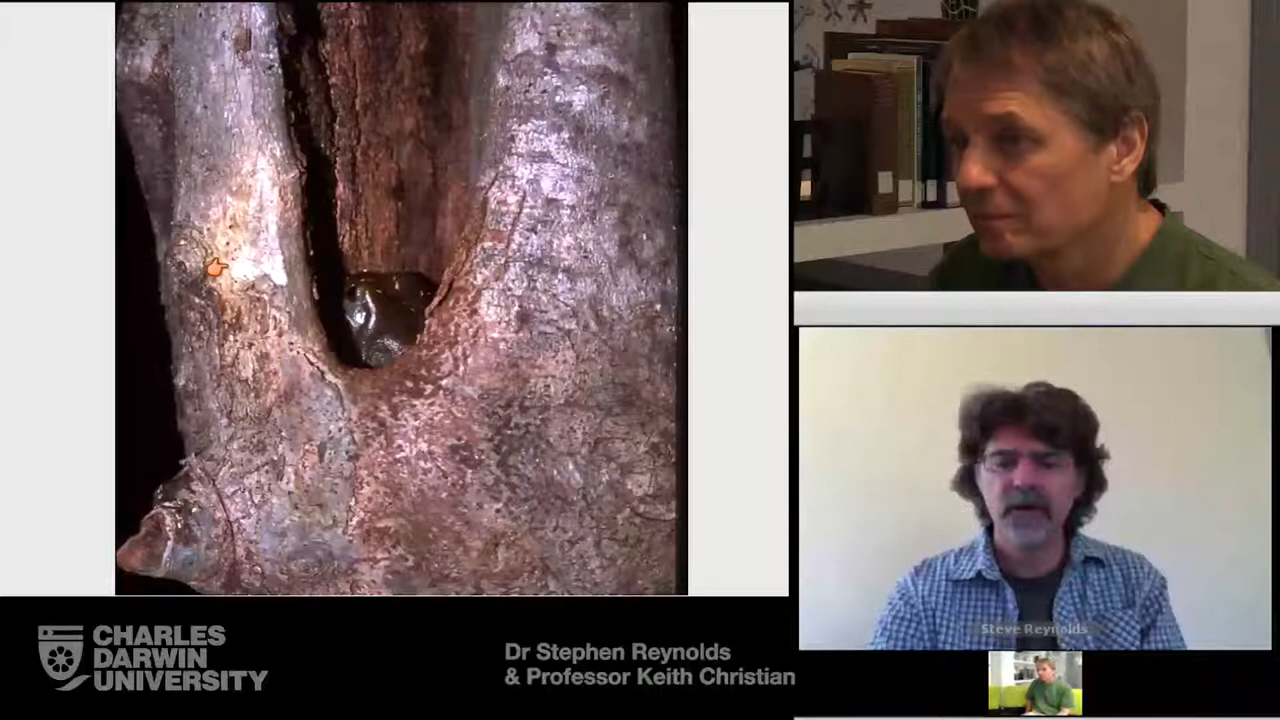 CHARLES
DARWIN
UNIVERSITY
Dr Stephen Reynolds
& Professor Keith Christian
Steve Reynolds